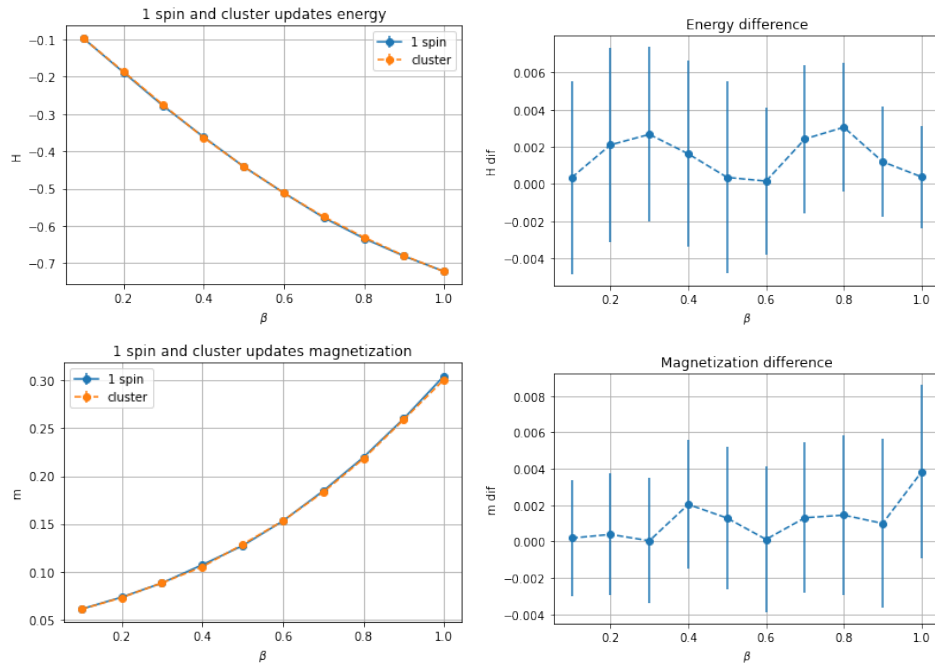 1 spin and cluster updates energy
1 spin
cluster
H
−0.1
−0.2
−0.3
−0.4
−0.5
−0.6
−0.7
0.2 0.4 0.6 0.8 1.0
β
Energy difference
H dif
0.006
0.004
0.002
0.000
−0.002
−0.004
0.2 0.4 0.6 0.8 1.0
β
1 spin and cluster updates magnetization
1 spin
cluster
m
0.30
0.25
0.20
0.15
0.10
0.05
0.2 0.4 0.6 0.8 1.0
β
Magnetization difference
m dif
0.008
0.006
0.004
0.002
0.000
−0.002
−0.004
0.2 0.4 0.6 0.8 1.0
β